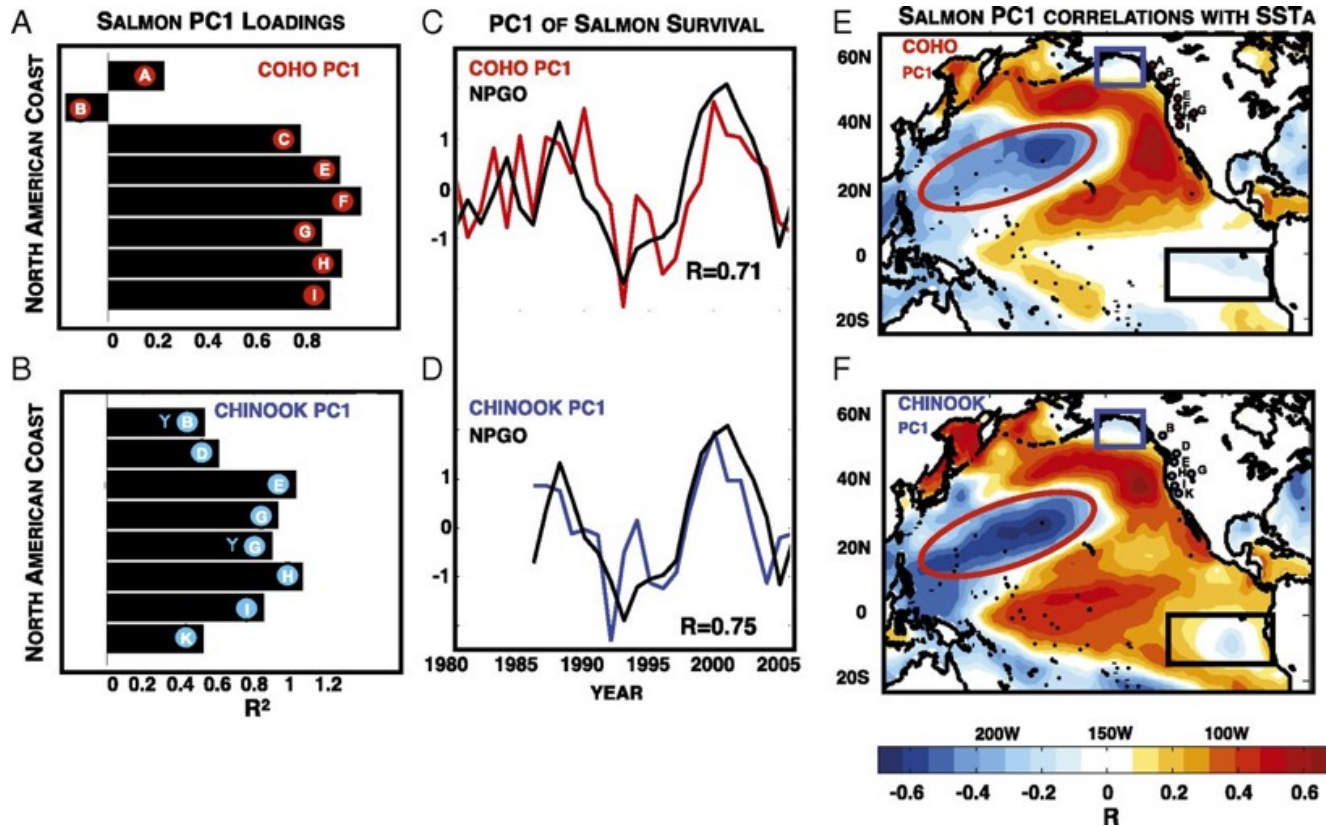 A
SALMON PC1 LOADINGS
NORTH AMERICAN COAST
COHO PC1
A
B
C
E
F
G
H
I
0 0.2 0.4 0.6 0.8
B
NORTH AMERICAN COAST
CHINOOK PC1
Y B
D
E
G
Y G
H
I
K
0 0.2 0.4 0.6 0.8 1 1.2
R²
C
PC1 OF SALMON SURVIVAL
COHO PC1
NPGO
1
0
-1
R=0.71
D
CHINOOK PC1
NPGO
1
0
-1
R=0.75
1980 1985 1990 1995 2000 2005
YEAR
SALMON PC1 CORRELATIONS WITH SSTA
E
60N
40N
20N
0
20S
COHO
PC1
A
B
C
E
F
G
I
F
60N
40N
20N
0
20S
CHINOOK
PC1
B
D
E
H G
I
K
200W 150W 100W
-0.6 -0.4 -0.2 0 0.2 0.4 0.6
R